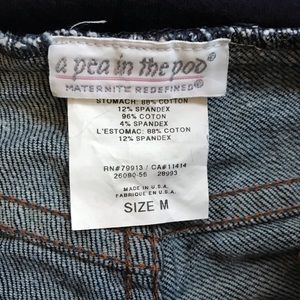 a pea in the pod®
MATERNITE REDEFINED®
STOMACH: 88% COTTON
12% SPANDEX
96% COTON
4% SPANDEX
L'ESTOMAC: 88% COTON
12% SPANDEX
RN#79913 / CA#11414
26080-56 28993
MADE IN U.S.A.
FABRIQUE EN U.S.A.
SIZE M